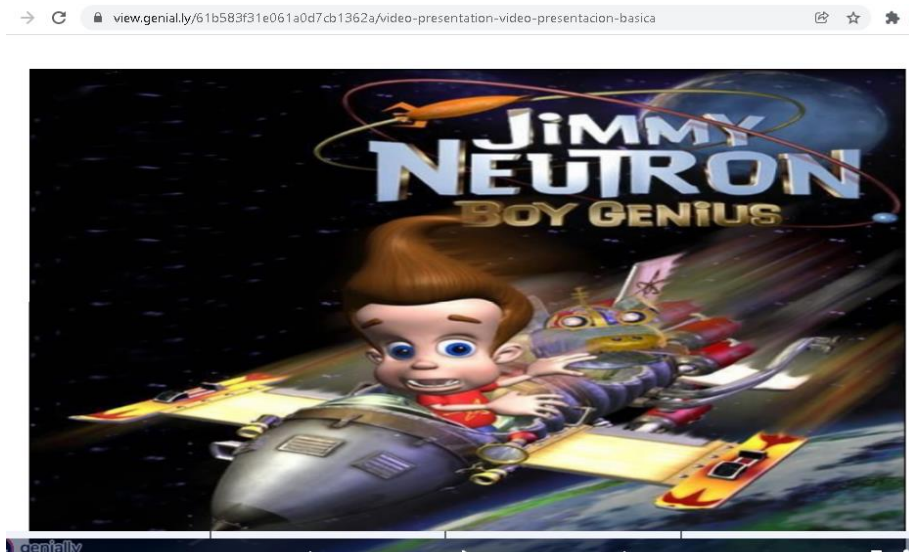 view.genial.ly/61b583f31e061a0d7cb1362a/video-presentation-video-presentacion-basica
JiMMY
NEUTRON
BOY GENiUS
genially